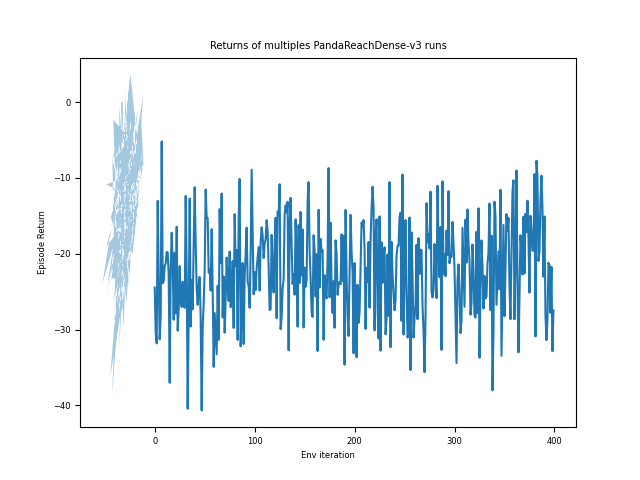 Returns of multiples PandaReachDense-v3 runs
Episode Return
0
−10
−20
−30
−40
0 100 200 300 400
Env iteration